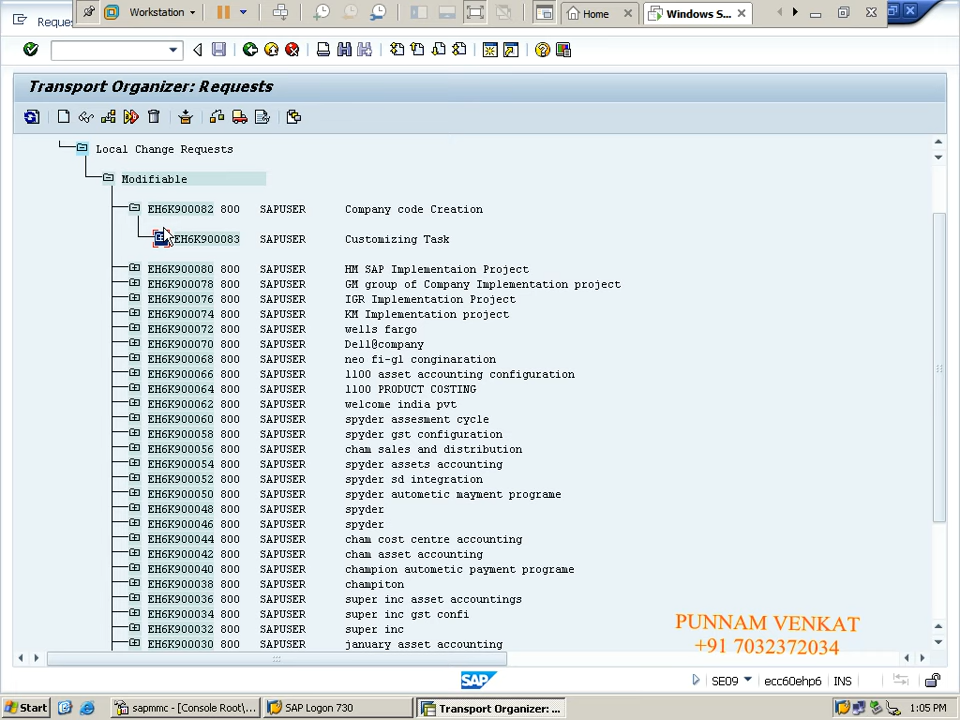 Workstation
Home
Windows S...
Reques
Transport Organizer: Requests
Local Change Requests
Modifiable
EH6K900082 800 SAPUSER Company code Creation
EH6K900083 SAPUSER Customizing Task
EH6K900080 800 SAPUSER HM SAP Implementaion Project
EH6K900078 800 SAPUSER GM group of Company Implementation project
EH6K900076 800 SAPUSER IGR Implementation Project
EH6K900074 800 SAPUSER KM Implementation project
EH6K900072 800 SAPUSER wells fargo
EH6K900070 800 SAPUSER Dell@company
EH6K900068 800 SAPUSER neo fi-gl conginaration
EH6K900066 800 SAPUSER 1100 asset accounting configuration
EH6K900064 800 SAPUSER 1100 PRODUCT COSTING
EH6K900062 800 SAPUSER welcome india pvt
EH6K900060 800 SAPUSER spyder assesment cycle
EH6K900058 800 SAPUSER spyder gst configuration
EH6K900056 800 SAPUSER cham sales and distribution
EH6K900054 800 SAPUSER spyder assets accounting
EH6K900052 800 SAPUSER spyder sd integration
EH6K900050 800 SAPUSER spyder autometic mayment programe
EH6K900048 800 SAPUSER spyder
EH6K900046 800 SAPUSER spyder
EH6K900044 800 SAPUSER cham cost centre accounting
EH6K900042 800 SAPUSER cham asset accounting
EH6K900040 800 SAPUSER champion autometic payment programe
EH6K900038 800 SAPUSER champiton
EH6K900036 800 SAPUSER super inc asset accountings
EH6K900034 800 SAPUSER super inc gst confi
EH6K900032 800 SAPUSER super inc
EH6K900030 800 SAPUSER january asset accounting
PUNNAM VENKAT
+91 7032372034
SAP
SE09
ecc60ehp6
INS
Start
sapmmc - [Console Root\...
SAP Logon 730
Transport Organizer: ...
1:05 PM